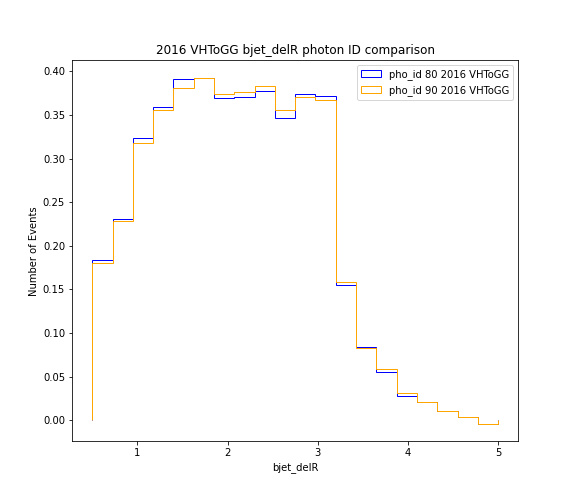 2016 VHToGG bjet_delR photon ID comparison
pho_id 80 2016 VHToGG
pho_id 90 2016 VHToGG
Number of Events
0.40
0.35
0.30
0.25
0.20
0.15
0.10
0.05
0.00
1 2 3 4 5
bjet_delR